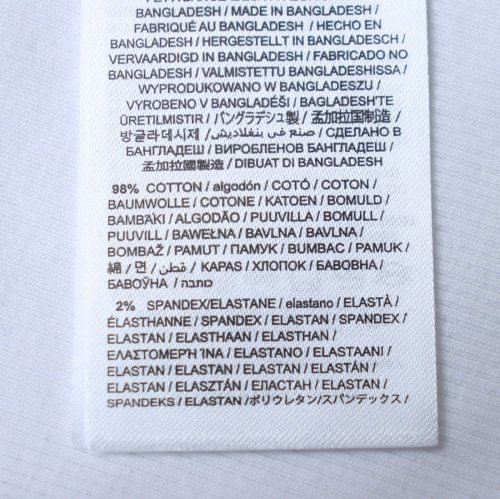 BANGLADESH / MADE IN BANGLADESH
/ FABRIQUÉ AU BANGLADESH / HECHO EN
BANGLADESH / HERGESTELLT IN BANGLADESCH /
VERVAARDIGD IN BANGLADESH / FABRICADO NO
BANGLADESH / VALMISTETTU BANGLADESHISSA /
WYPRODUKOWANO W BANGLADESZU /
VYROBENO V BANGLADÉŠI / BAGLADESH'TE
ÜRETILMISTIR / バングラデシュ製 / 孟加拉国制造 /
방글라데시제 / صنع في بنغلاديش / СДЕЛАНО В
БАНГЛАДЕШ / ВИРОБЛЕНОВ БАНГЛАДЕШ /
孟加拉國製造 / DIBUAT DI BANGLADESH
98% COTTON / algodón / COTÓ / COTON /
BAUMWOLLE / COTONE / KATOEN / BOMULD /
BAMBAKI / ALGODÃO / PUUVILLA / BOMULL /
PUUVILL / BAWEŁNA / BAVLNA / BAVLNA /
BOMBAŽ / PAMUT / ПАМУК / BUMBAC / PAMUK /
綿 / 면 / قطن / KAPAS / ХЛОПОК / БАВОВНА /
БАВОЎНА / כותנה
2% SPANDEX/ELASTANE / elastano / ELASTÀ /
ÉLASTHANNE / SPANDEX / ELASTAN / SPANDEX /
ELASTAN / ELASTHAAN / ELASTHAN /
ΕΛΑΣΤΟΜΕΡΉ ΊΝΑ / ELASTANO / ELASTAANI /
ELASTAN / ELASTAAN / ELASTAN / ELASTÁN /
ELASTAN / ELASZTÁN / ЕЛАСТАН / ELASTAN /
SPANDEKS / ELASTAN /ポリウレタン/スパンデックス /